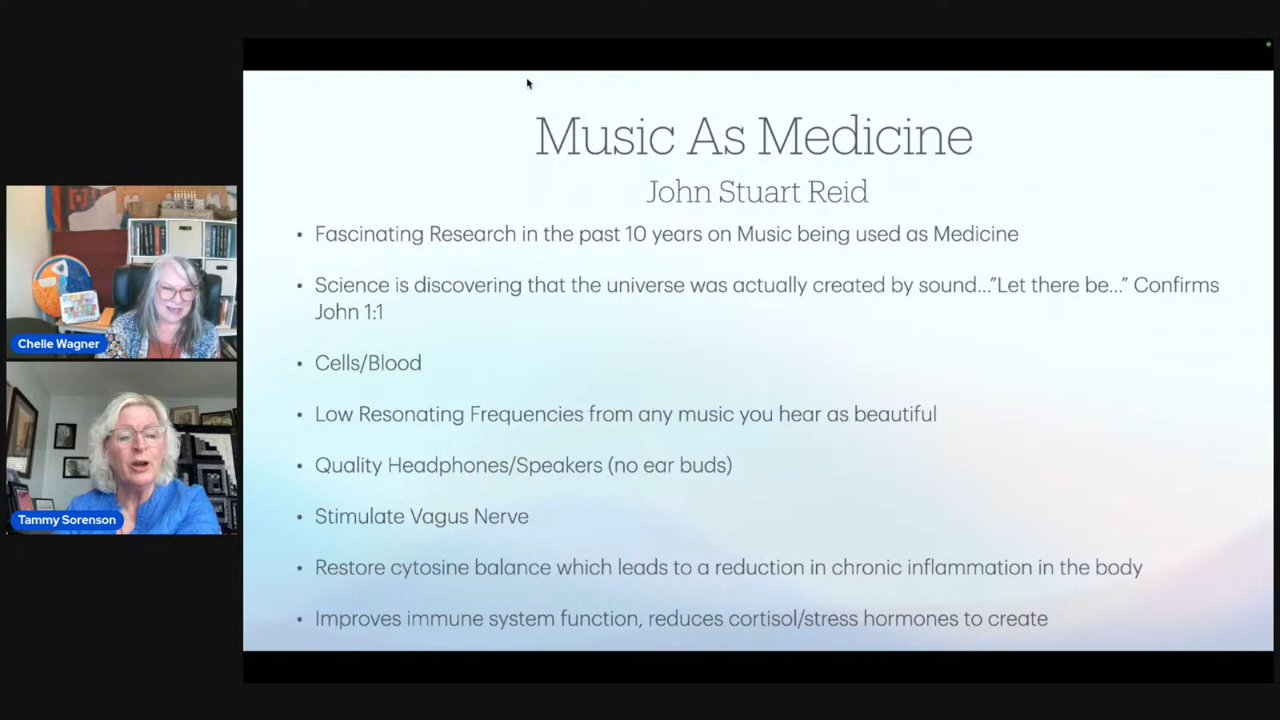 Music As Medicine
John Stuart Reid
• Fascinating Research in the past 10 years on Music being used as Medicine
• Science is discovering that the universe was actually created by sound..."Let there be..." Confirms
John 1:1
• Cells/Blood
• Low Resonating Frequencies from any music you hear as beautiful
• Quality Headphones/Speakers (no ear buds)
• Stimulate Vagus Nerve
• Restore cytosine balance which leads to a reduction in chronic inflammation in the body
• Improves immune system function, reduces cortisol/stress hormones to create
Chelle Wagner
Tammy Sorenson